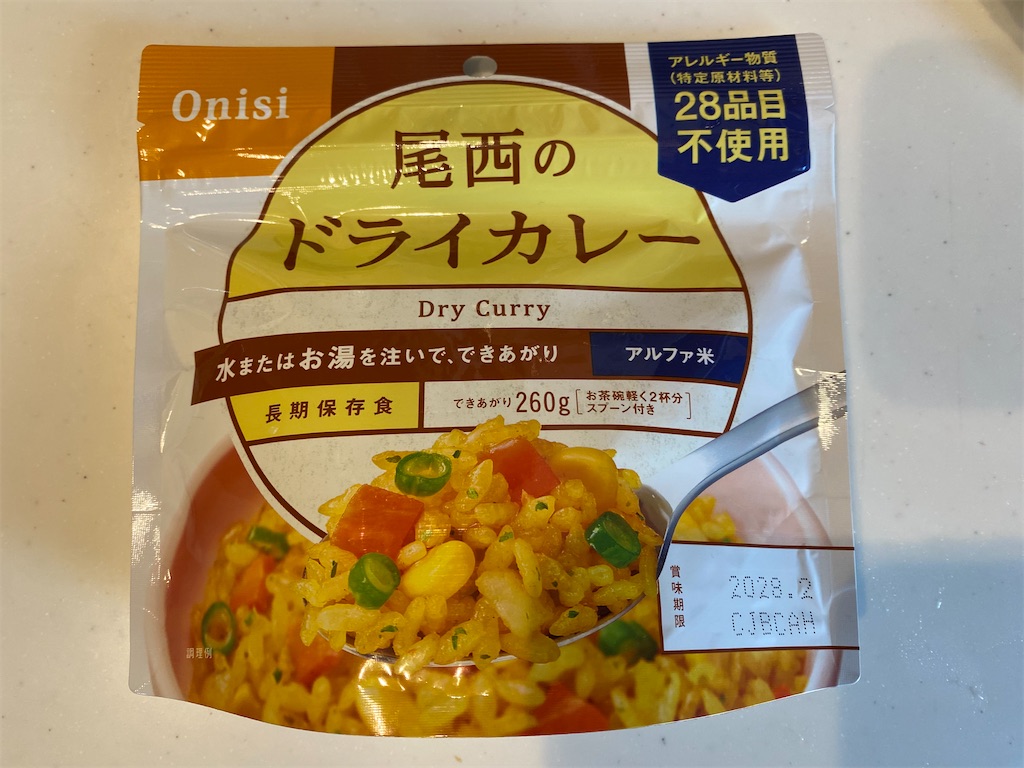 Onisi
アレルギー物質
(特定原材料等)
28品目
不使用
尾西の
ドライカレー
Dry Curry
水またはお湯を注いで、できあがり
アルファ米
長期保存食
できあがり260g[お茶碗軽く2杯分
スプーン付き]
賞味期限
2028.2
CJBCAH
調理例